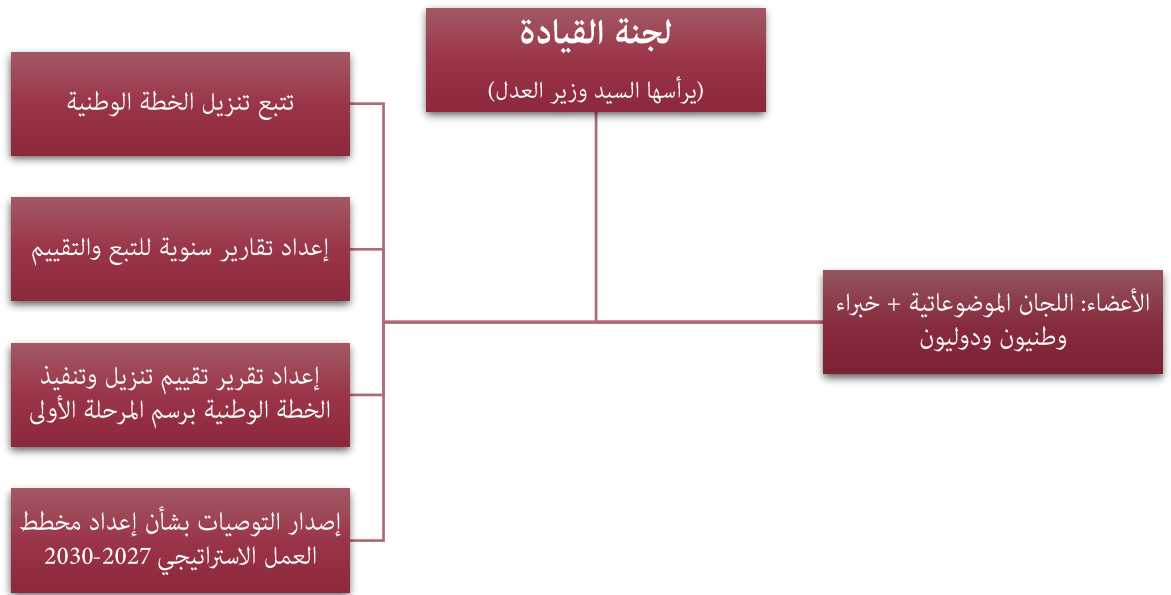 لجنة القيادة
(يرأسها السيد وزير العدل)
الأعضاء: اللجان الموضوعاتية + خبراء
وطنيون ودوليون
تتبع تنزيل الخطة الوطنية
إعداد تقارير سنوية للتبع والتقييم
إعداد تقرير تقييم تنزيل وتنفيذ
الخطة الوطنية برسم المرحلة الأولى
إصدار التوصيات بشأن إعداد مخطط
العمل الاستراتيجي 2027-2030